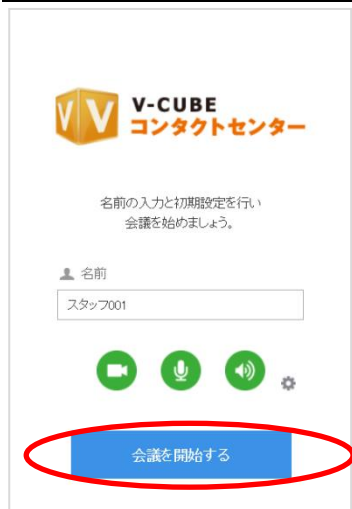 V-CUBE
コンタクトセンター
名前の入力と初期設定を行い
会議を始めましょう。
名前
スタッフ001
会議を開始する